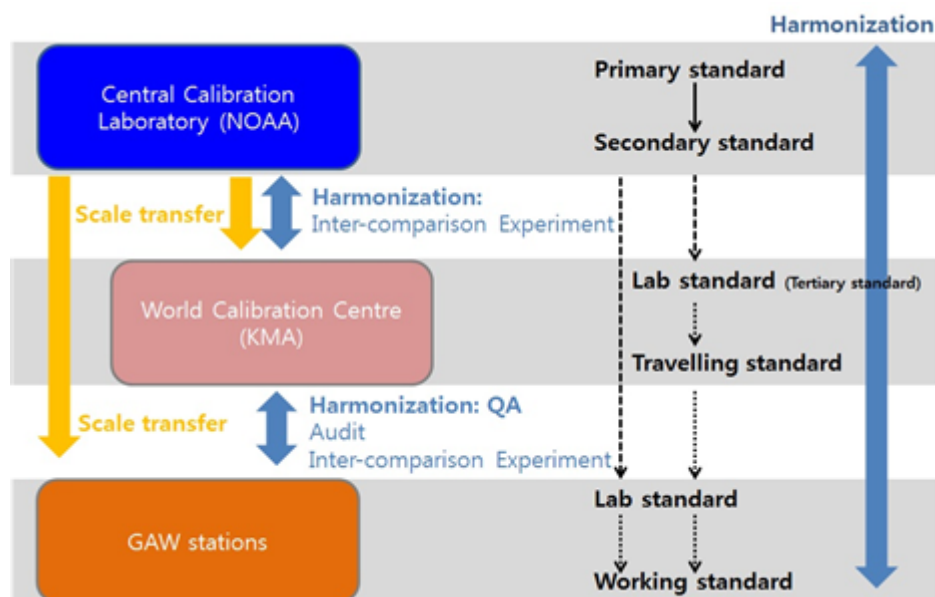 Harmonization
Central Calibration
Laboratory (NOAA)
Primary standard
Secondary standard
Scale transfer
Harmonization:
Inter-comparison Experiment
World Calibration Centre
(KMA)
Lab standard (Tertiary standard)
Travelling standard
Scale transfer
Harmonization: QA
Audit
Inter-comparison Experiment
GAW stations
Lab standard
Working standard